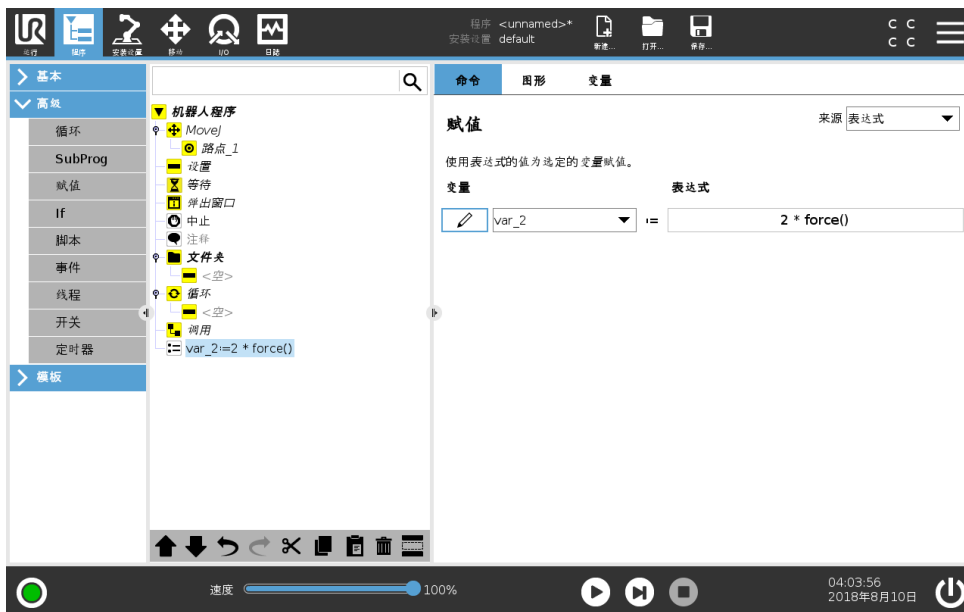 UR
运行
程序
安装设置
移动
I/O
日志
程序 <unnamed>*
安装设置 default
新建...
打开...
保存...
C C
C C
基本
高级
循环
SubProg
赋值
If
脚本
事件
线程
开关
定时器
模板
机器人程序
MoveJ
路点_1
设置
等待
弹出窗口
中止
注释
文件夹
<空>
循环
<空>
调用
var_2:=2 * force()
命令
图形
变量
赋值
来源 表达式
使用表达式的值为选定的变量赋值。
变量
表达式
var_2 := 2 * force()
速度 100%
04:03:56
2018年8月10日